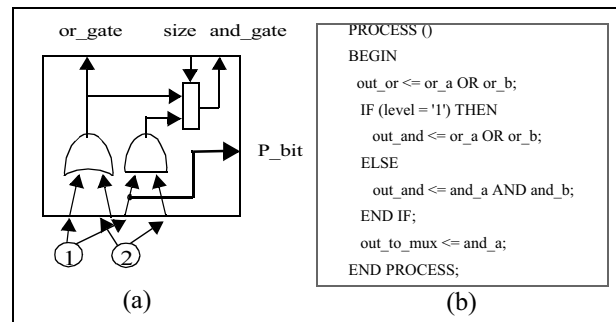 or_gate size and_gate
P_bit
1 2
(a)
PROCESS ()
BEGIN
out_or <= or_a OR or_b;
IF (level = '1') THEN
out_and <= or_a OR or_b;
ELSE
out_and <= and_a AND and_b;
END IF;
out_to_mux <= and_a;
END PROCESS;
(b)